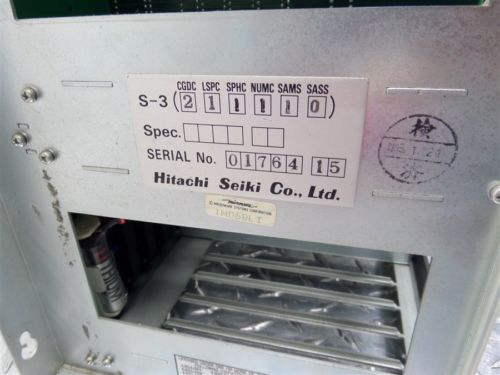 CGDC LSPC SPHC NUMC SAMS SASS
S-3 ( 2 1 1 1 1 0 )
Spec.
SERIAL No. 01764 15
Hitachi Seiki Co., Ltd.
検